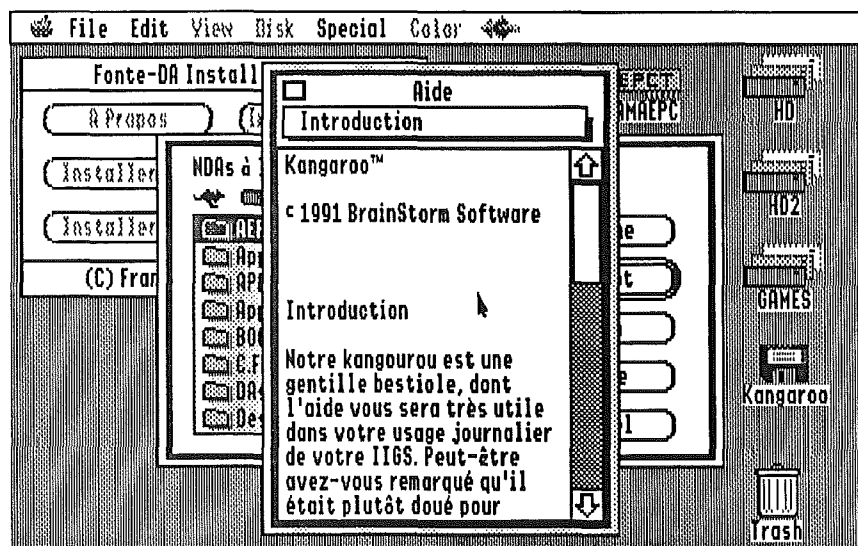 File Edit View Disk Special Color
Fonte-DA Install
A Propos
Installer
Installer
(C) Fran
NDAs à
Aide
Introduction
Kangaroo™
© 1991 BrainStorm Software
Introduction
Notre kangourou est une
gentille bestiole, dont
l'aide vous sera très utile
dans votre usage journalier
de votre IIGS. Peut-être
avez-vous remarqué qu'il
était plutôt doué pour
HD
HD2
GAMES
Kangaroo
Trash